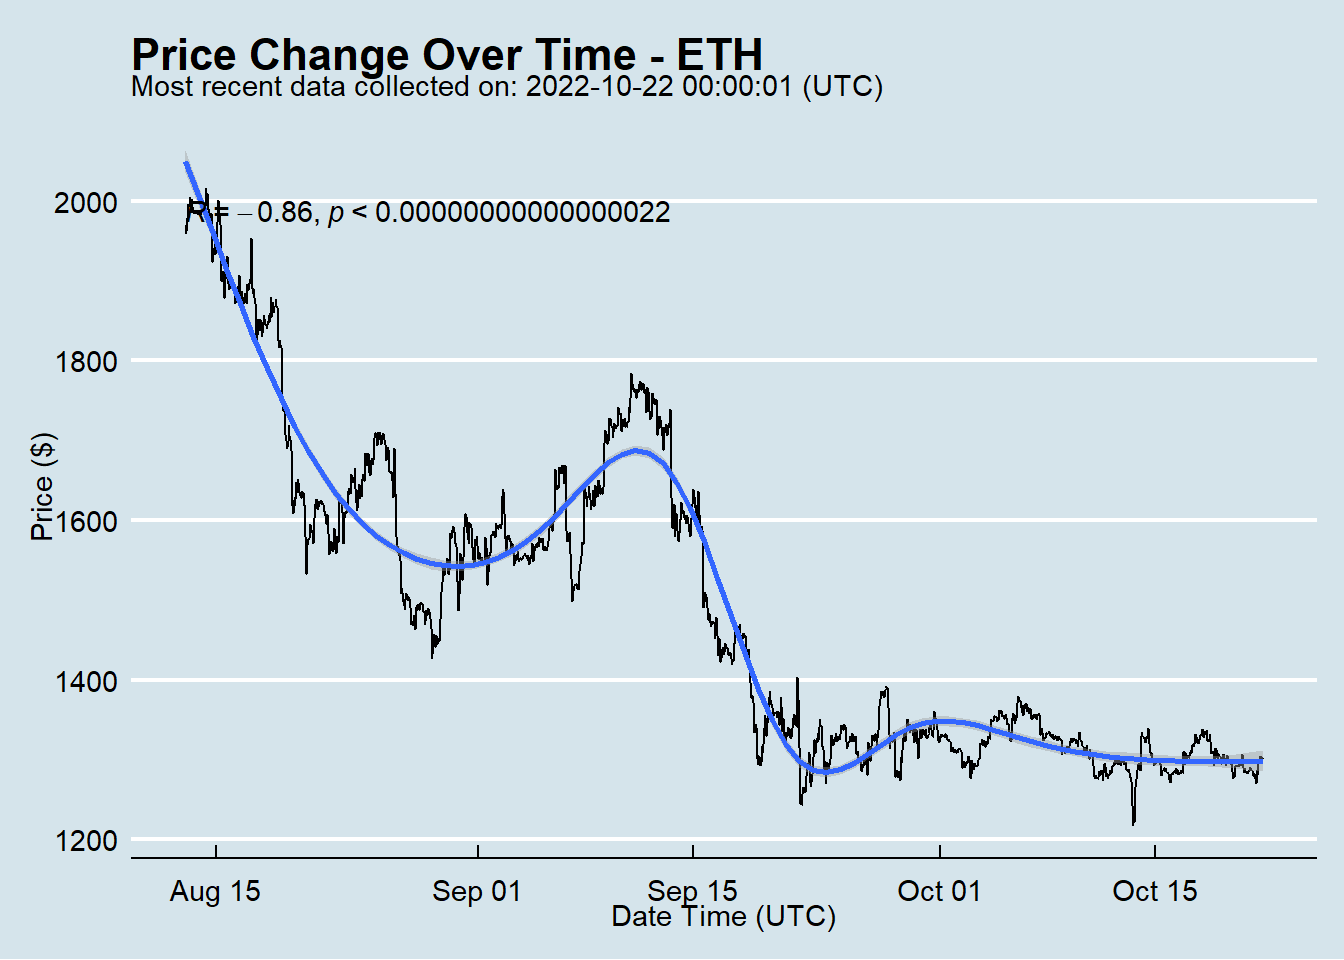 Price Change Over Time - ETH
Most recent data collected on: 2022-10-22 00:00:01 (UTC)
R = −0.86, p < 0.00000000000000022
Price ($)
2000
1800
1600
1400
1200
Aug 15 Sep 01 Sep 15 Oct 01 Oct 15
Date Time (UTC)